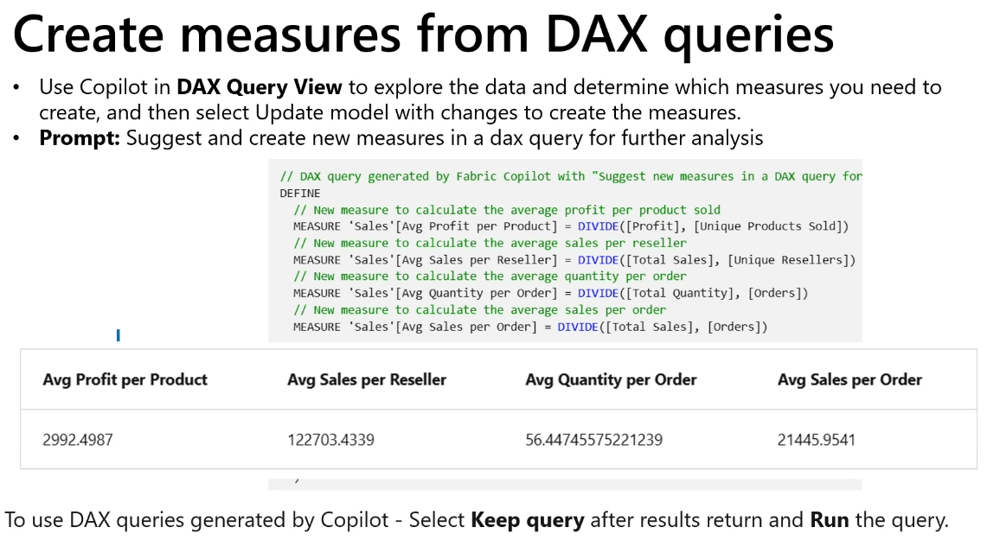 Create measures from DAX queries
• Use Copilot in DAX Query View to explore the data and determine which measures you need to
create, and then select Update model with changes to create the measures.
• Prompt: Suggest and create new measures in a dax query for further analysis
// DAX query generated by Fabric Copilot with "Suggest new measures in a DAX query for
DEFINE
// New measure to calculate the average profit per product sold
MEASURE 'Sales'[Avg Profit per Product] = DIVIDE([Profit], [Unique Products Sold])
// New measure to calculate the average sales per reseller
MEASURE 'Sales'[Avg Sales per Reseller] = DIVIDE([Total Sales], [Unique Resellers])
// New measure to calculate the average quantity per order
MEASURE 'Sales'[Avg Quantity per Order] = DIVIDE([Total Quantity], [Orders])
// New measure to calculate the average sales per order
MEASURE 'Sales'[Avg Sales per Order] = DIVIDE([Total Sales], [Orders])
Avg Profit per Product Avg Sales per Reseller Avg Quantity per Order Avg Sales per Order
2992.4987 122703.4339 56.44745575221239 21445.9541
To use DAX queries generated by Copilot - Select Keep query after results return and Run the query.